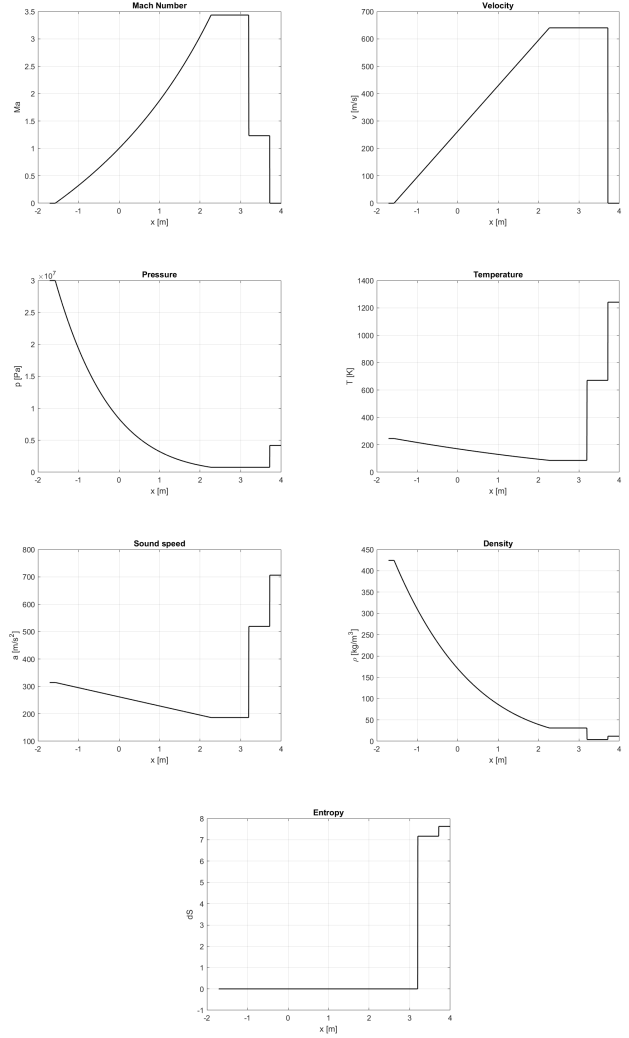 Mach Number
3.5
3
2.5
2
1.5
1
0.5
0
Ma
-2 -1 0 1 2 3 4
x [m]
Velocity
700
600
500
400
300
200
100
0
v [m/s]
-2 -1 0 1 2 3 4
x [m]
Pressure
×10⁷
3
2.5
2
1.5
1
0.5
0
p [Pa]
-2 -1 0 1 2 3 4
x [m]
Temperature
1400
1200
1000
800
600
400
200
0
T [K]
-2 -1 0 1 2 3 4
x [m]
Sound speed
800
700
600
500
400
300
200
100
a [m/s²]
-2 -1 0 1 2 3 4
x [m]
Density
450
400
350
300
250
200
150
100
50
0
ρ [kg/m³]
-2 -1 0 1 2 3 4
x [m]
Entropy
8
7
6
5
4
3
2
1
0
-1
dS
-2 -1 0 1 2 3 4
x [m]